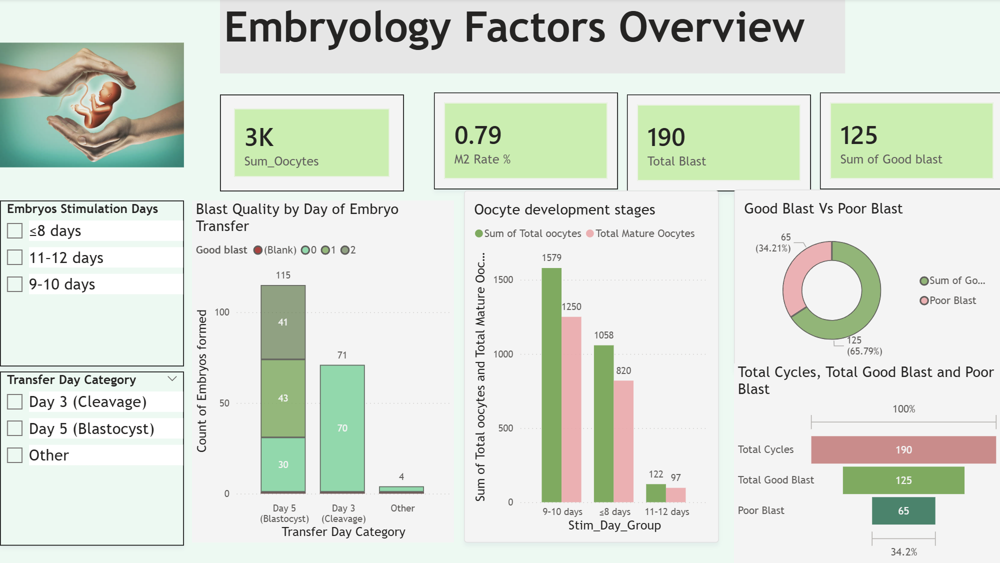 Embryology Factors Overview
3K
Sum_Oocytes
0.79
M2 Rate %
190
Total Blast
125
Sum of Good blast
Embryos Stimulation Days
≤8 days
11-12 days
9-10 days
Transfer Day Category
Day 3 (Cleavage)
Day 5 (Blastocyst)
Other
Blast Quality by Day of Embryo
Transfer
Good blast (Blank) 0 1 2
Count of Embryos formed
100
50
0
115
41
43
30
71
70
4
Day 5
(Blastocyst)
Day 3
(Cleavage)
Other
Transfer Day Category
Oocyte development stages
Sum of Total oocytes Total Mature Oocytes
Sum of Total oocytes and Total Mature Ooc...
1500
1000
500
0
1579
1250
1058
820
122
97
9-10 days
≤8 days
11-12 days
Stim_Day_Group
Good Blast Vs Poor Blast
65
(34.21%)
125
(65.79%)
Sum of Go...
Poor Blast
Total Cycles, Total Good Blast and Poor
Blast
100%
Total Cycles 190
Total Good Blast 125
Poor Blast 65
34.2%